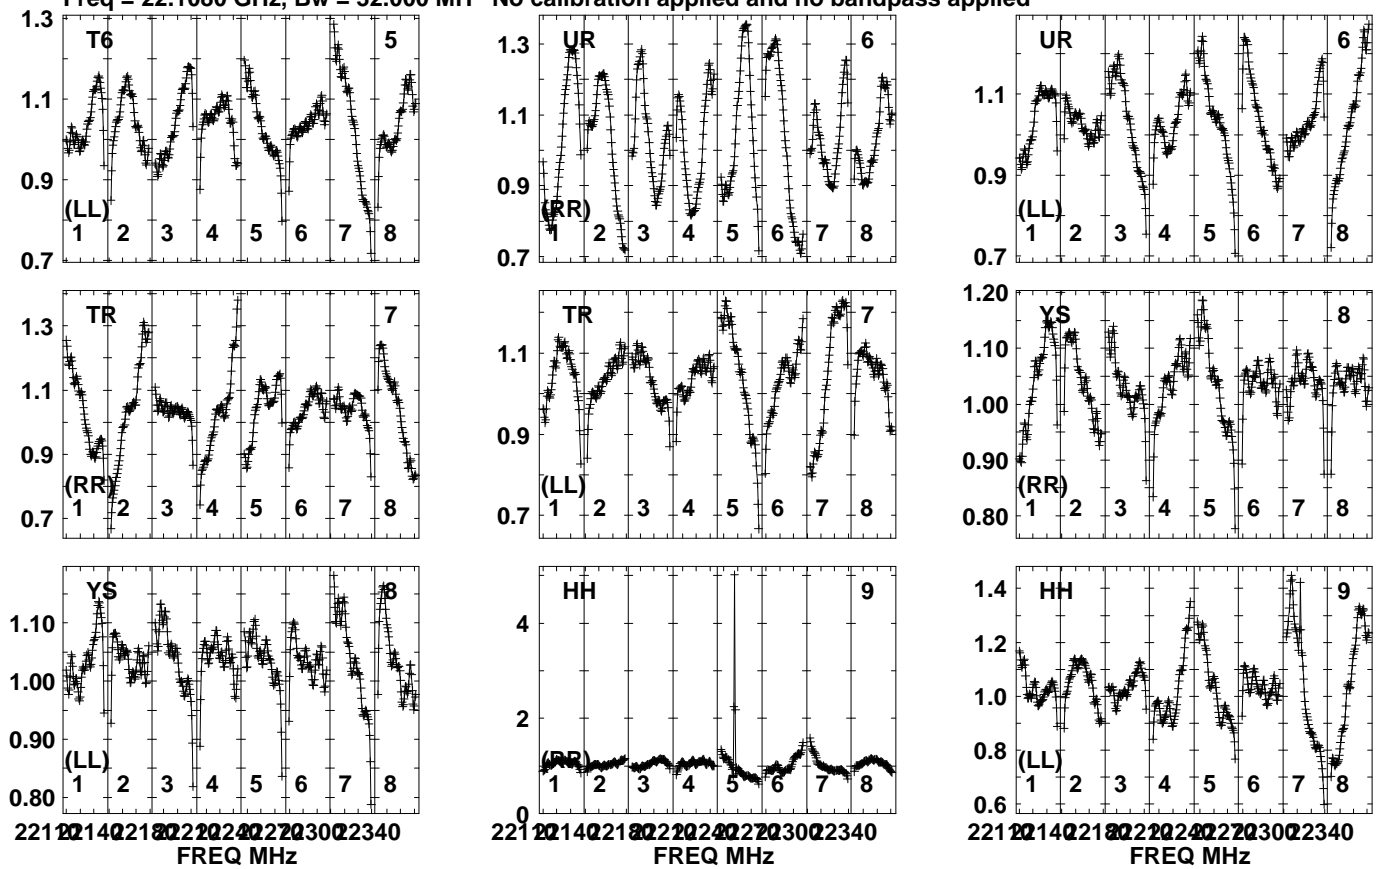 Freq = 22.1080 GHz, Bw = 32.000 MH No calibration applied and no bandpass applied
1.3 T6 5
1.1
0.9
(LL)
1 2 3 4 5 6 7 8
0.7
1.3 UR 6
1.1
0.9
(RR)
1 2 3 4 5 6 7 8
0.7
UR 6
1.1
0.9
(LL)
1 2 3 4 5 6 7 8
0.7
TR 7
1.3
1.1
0.9
(RR)
1 2 3 4 5 6 7 8
0.7
TR 7
1.1
0.9
(LL)
1 2 3 4 5 6 7 8
0.7
1.20
YS 8
1.10
1.00
0.90
(RR)
1 2 3 4 5 6 7 8
0.80
YS 8
1.10
1.00
0.90
(LL)
1 2 3 4 5 6 7 8
0.80
HH 9
4
2
(RR)
1 2 3 4 5 6 7 8
0
1.4 HH 9
1.2
1.0
0.8
(LL)
1 2 3 4 5 6 7 8
0.6
22340
FREQ MHz
22340
FREQ MHz
22340
FREQ MHz